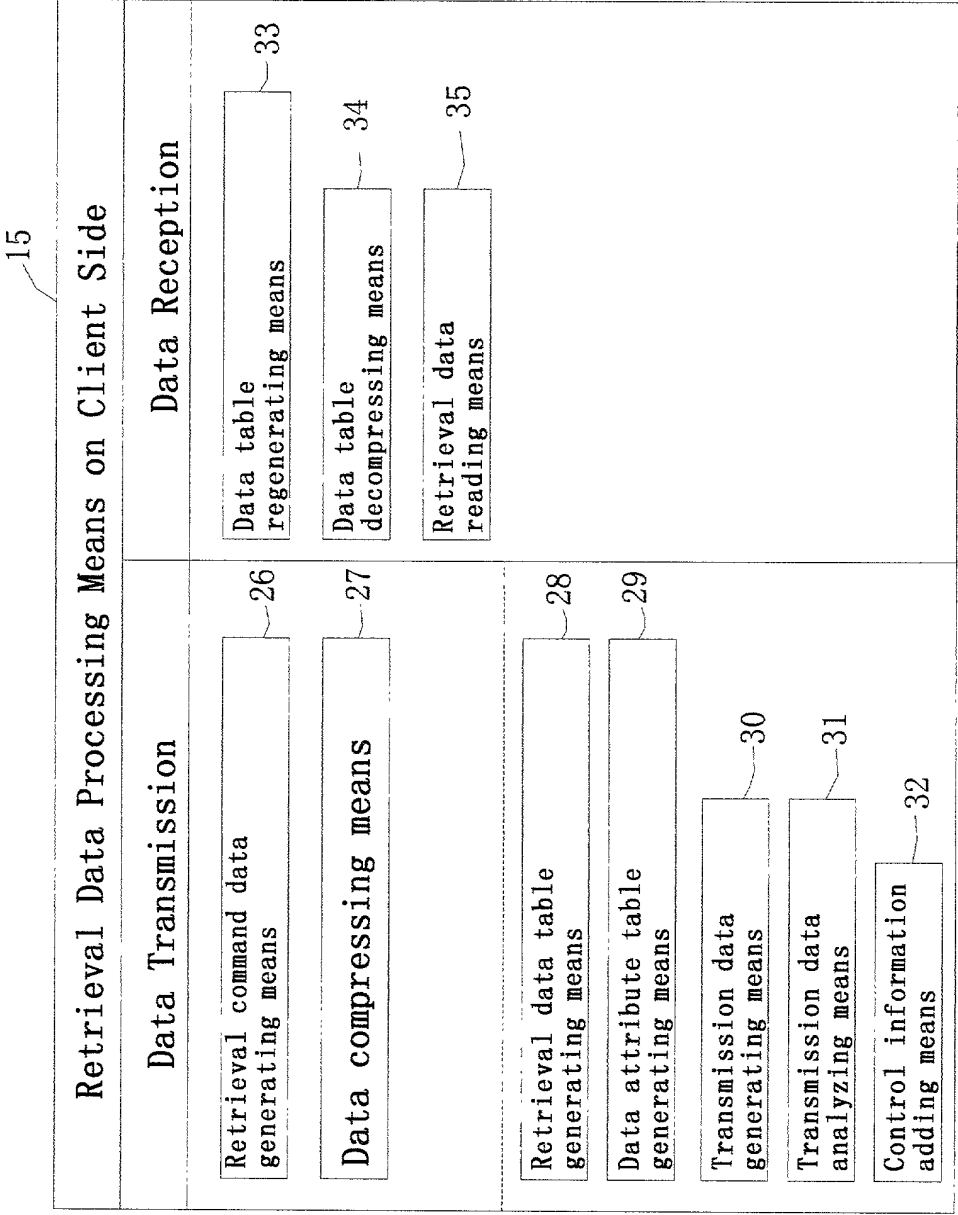 15
Retrieval Data Processing Means on Client Side
Data Transmission
Retrieval command data
generating means
26
Data compressing means
27
Retrieval data table
generating means
28
Data attribute table
generating means
29
Transmission data
generating means
30
Transmission data
analyzing means
31
Control information
adding means
32
Data Reception
Data table
regenerating means
33
Data table
decompressing means
34
Retrieval data
reading means
35